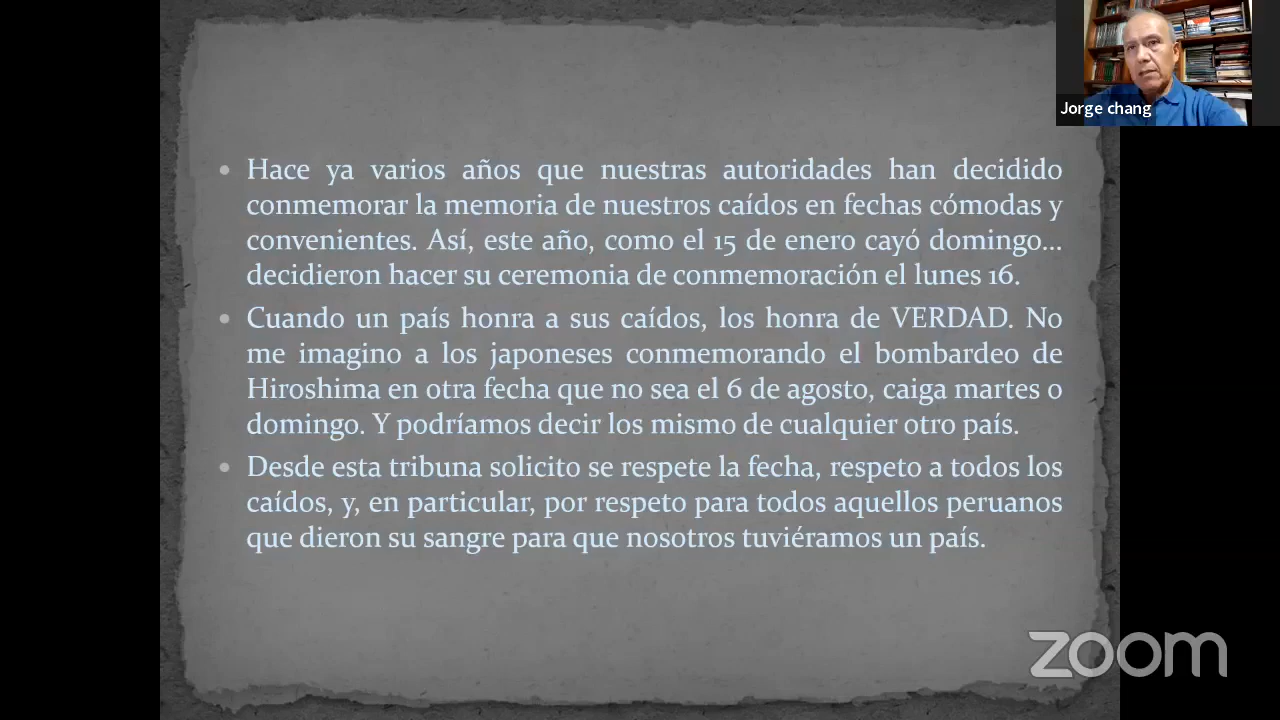 Jorge chang
• Hace ya varios años que nuestras autoridades han decidido
conmemorar la memoria de nuestros caídos en fechas cómodas y
convenientes. Así, este año, como el 15 de enero cayó domingo...
decidieron hacer su ceremonia de conmemoración el lunes 16.
• Cuando un país honra a sus caídos, los honra de VERDAD. No
me imagino a los japoneses conmemorando el bombardeo de
Hiroshima en otra fecha que no sea el 6 de agosto, caiga martes o
domingo. Y podríamos decir los mismo de cualquier otro país.
• Desde esta tribuna solicito se respete la fecha, respeto a todos los
caídos, y, en particular, por respeto para todos aquellos peruanos
que dieron su sangre para que nosotros tuviéramos un país.
zoom